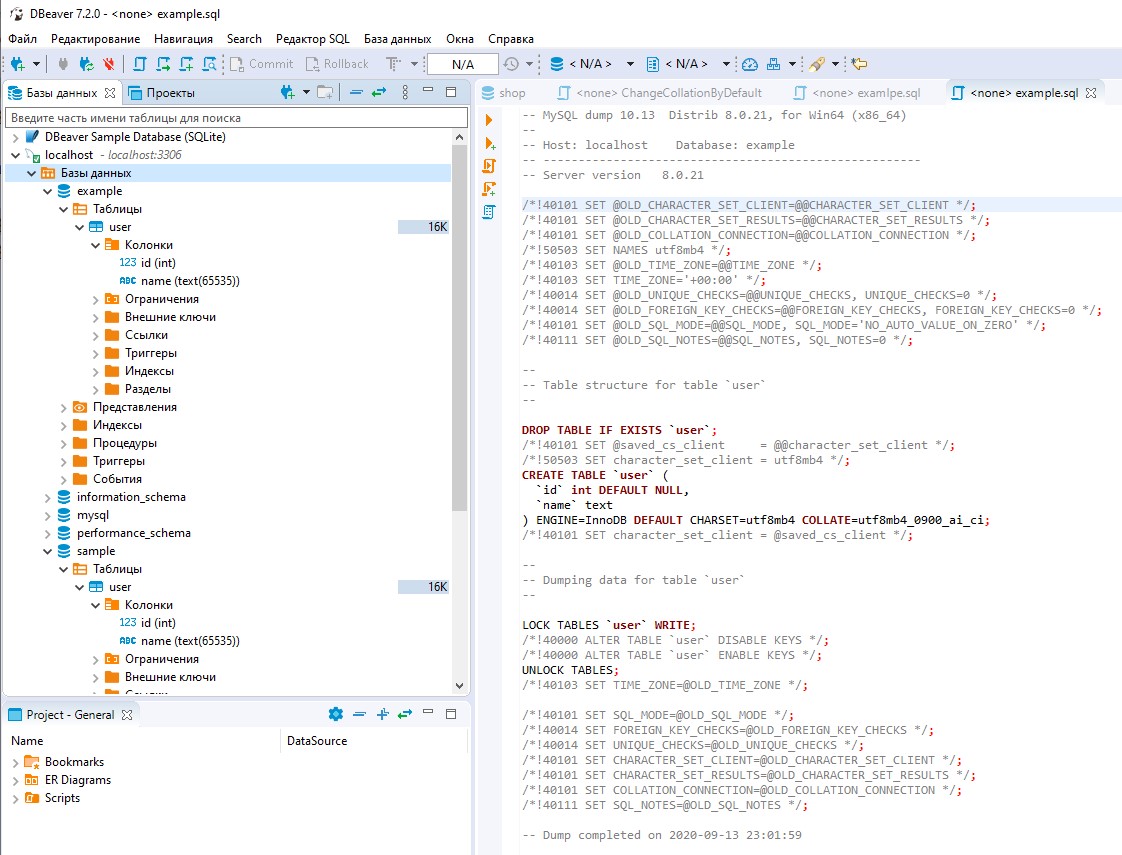 DBeaver 7.2.0 - <none> example.sql
Файл Редактирование Навигация Search Редактор SQL База данных Окна Справка
Commit Rollback N/A < N/A > < N/A >
Базы данных Проекты
Введите часть имени таблицы для поиска
DBeaver Sample Database (SQLite)
localhost - localhost:3306
Базы данных
example
Таблицы
user 16K
Колонки
123 id (int)
ABC name (text(65535))
Ограничения
Внешние ключи
Ссылки
Триггеры
Индексы
Разделы
Представления
Индексы
Процедуры
Триггеры
События
information_schema
mysql
performance_schema
sample
Таблицы
user 16K
Колонки
123 id (int)
ABC name (text(65535))
Ограничения
Внешние ключи
Ссылки
Project - General
Name DataSource
Bookmarks
ER Diagrams
Scripts
shop <none> ChangeCollationByDefault <none> examlpe.sql <none> example.sql
-- MySQL dump 10.13  Distrib 8.0.21, for Win64 (x86_64)
--
-- Host: localhost    Database: example
-- ------------------------------------------------------
-- Server version   8.0.21
/*!40101 SET @OLD_CHARACTER_SET_CLIENT=@@CHARACTER_SET_CLIENT */;
/*!40101 SET @OLD_CHARACTER_SET_RESULTS=@@CHARACTER_SET_RESULTS */;
/*!40101 SET @OLD_COLLATION_CONNECTION=@@COLLATION_CONNECTION */;
/*!50503 SET NAMES utf8mb4 */;
/*!40103 SET @OLD_TIME_ZONE=@@TIME_ZONE */;
/*!40103 SET TIME_ZONE='+00:00' */;
/*!40014 SET @OLD_UNIQUE_CHECKS=@@UNIQUE_CHECKS, UNIQUE_CHECKS=0 */;
/*!40014 SET @OLD_FOREIGN_KEY_CHECKS=@@FOREIGN_KEY_CHECKS, FOREIGN_KEY_CHECKS=0 */;
/*!40101 SET @OLD_SQL_MODE=@@SQL_MODE, SQL_MODE='NO_AUTO_VALUE_ON_ZERO' */;
/*!40111 SET @OLD_SQL_NOTES=@@SQL_NOTES, SQL_NOTES=0 */;
--
-- Table structure for table `user`
--
DROP TABLE IF EXISTS `user`;
/*!40101 SET @saved_cs_client     = @@character_set_client */;
/*!50503 SET character_set_client = utf8mb4 */;
CREATE TABLE `user` (
  `id` int DEFAULT NULL,
  `name` text
) ENGINE=InnoDB DEFAULT CHARSET=utf8mb4 COLLATE=utf8mb4_0900_ai_ci;
/*!40101 SET character_set_client = @saved_cs_client */;
--
-- Dumping data for table `user`
--
LOCK TABLES `user` WRITE;
/*!40000 ALTER TABLE `user` DISABLE KEYS */;
/*!40000 ALTER TABLE `user` ENABLE KEYS */;
UNLOCK TABLES;
/*!40103 SET TIME_ZONE=@OLD_TIME_ZONE */;
/*!40101 SET SQL_MODE=@OLD_SQL_MODE */;
/*!40014 SET FOREIGN_KEY_CHECKS=@OLD_FOREIGN_KEY_CHECKS */;
/*!40014 SET UNIQUE_CHECKS=@OLD_UNIQUE_CHECKS */;
/*!40101 SET CHARACTER_SET_CLIENT=@OLD_CHARACTER_SET_CLIENT */;
/*!40101 SET CHARACTER_SET_RESULTS=@OLD_CHARACTER_SET_RESULTS */;
/*!40101 SET COLLATION_CONNECTION=@OLD_COLLATION_CONNECTION */;
/*!40111 SET SQL_NOTES=@OLD_SQL_NOTES */;
-- Dump completed on 2020-09-13 23:01:59